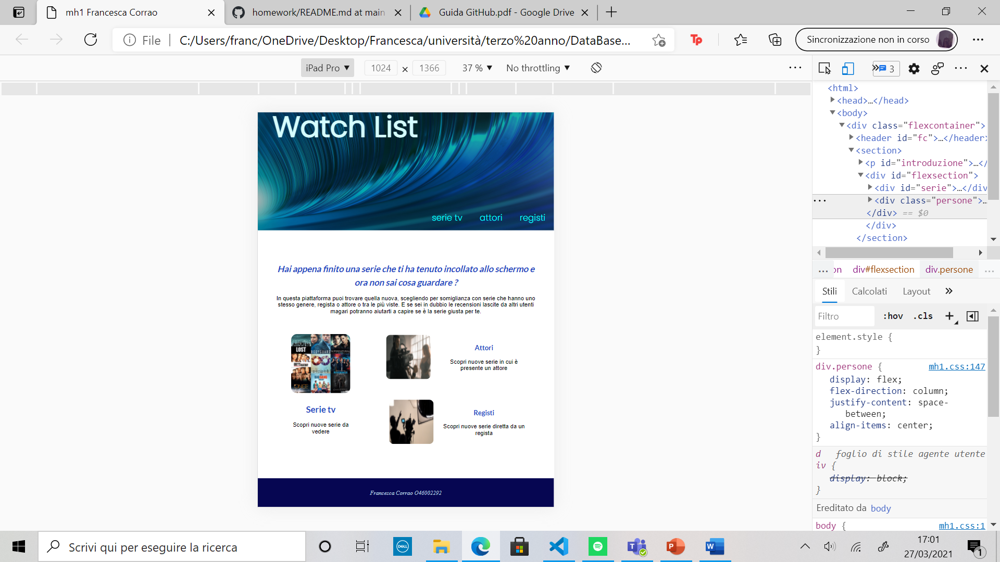 mh1 Francesca Corrao
homework/README.md at main
Guida GitHub.pdf - Google Drive
File
C:/Users/franc/OneDrive/Desktop/Francesca/università/terzo%20anno/DataBase...
Sincronizzazione non in corso
iPad Pro ▼ 1024 × 1366 37 % ▼ No throttling ▼
3
<html>
<head>…</head>
<body>
<div class="flexcontainer">
<header id="fc">…</header>
<section>
<p id="introduzione">…</
<div id="flexsection">
<div id="serie">…</div
<div class="persone">…
</div> == $0
</div>
</section>
... on div#flexsection div.persone ...
Stili Calcolati Layout
Filtro :hov .cls
element.style {
}
div.persone { mh1.css:147
display: flex;
flex-direction: column;
justify-content: space-
between;
align-items: center;
}
d foglio di stile agente utente
iv {
display: block;
}
Ereditato da body
body { mh1.css:1
Watch List
serie tv attori registi
Hai appena finito una serie che ti ha tenuto incollato allo schermo e
ora non sai cosa guardare ?
In questa piattaforma puoi trovare quella nuova, scegliendo per somiglianza con serie che hanno uno
stesso genere, regista o attore o tra le più viste. E se sei in dubbio le recensioni lascite da altri utenti
magari potranno aiutarti a capire se è la serie giusta per te.
LOST
BODYGUARD
SUPERNATURAL
Serie tv
Scopri nuove serie da
vedere
Attori
Scopri nuove serie in cui è
presente un attore
Registi
Scopri nuove serie diretta da un
regista
Francesca Corrao O46002292
Scrivi qui per eseguire la ricerca
DELL
17:01
27/03/2021
1